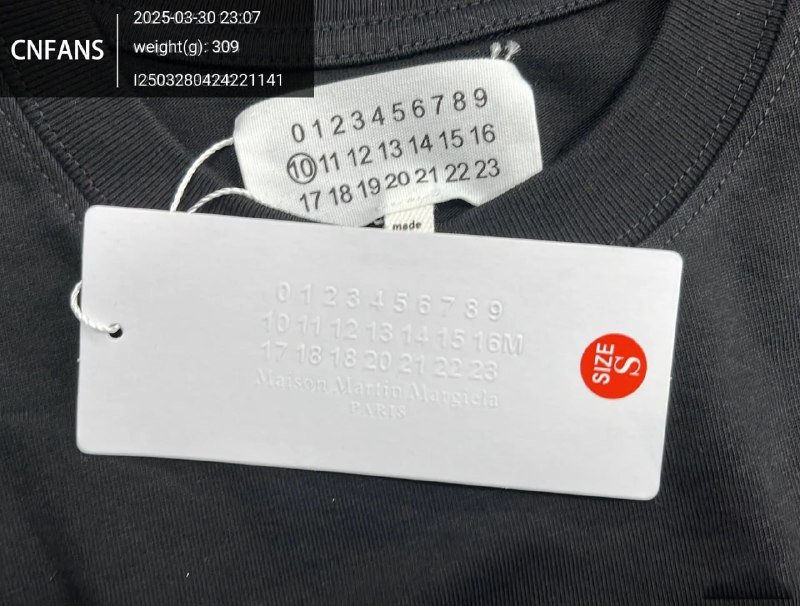 CNFANS
2025-03-30 23:07
weight(g): 309
I2503280424221141
0 1 2 3 4 5 6 7 8 9
10 11 12 13 14 15 16
17 18 19 20 21 22 23
made
0 1 2 3 4 5 6 7 8 9
10 11 12 13 14 15 16M
17 18 18 20 21 22 23
Maison Martin Margiela
PARIS
SIZE
S